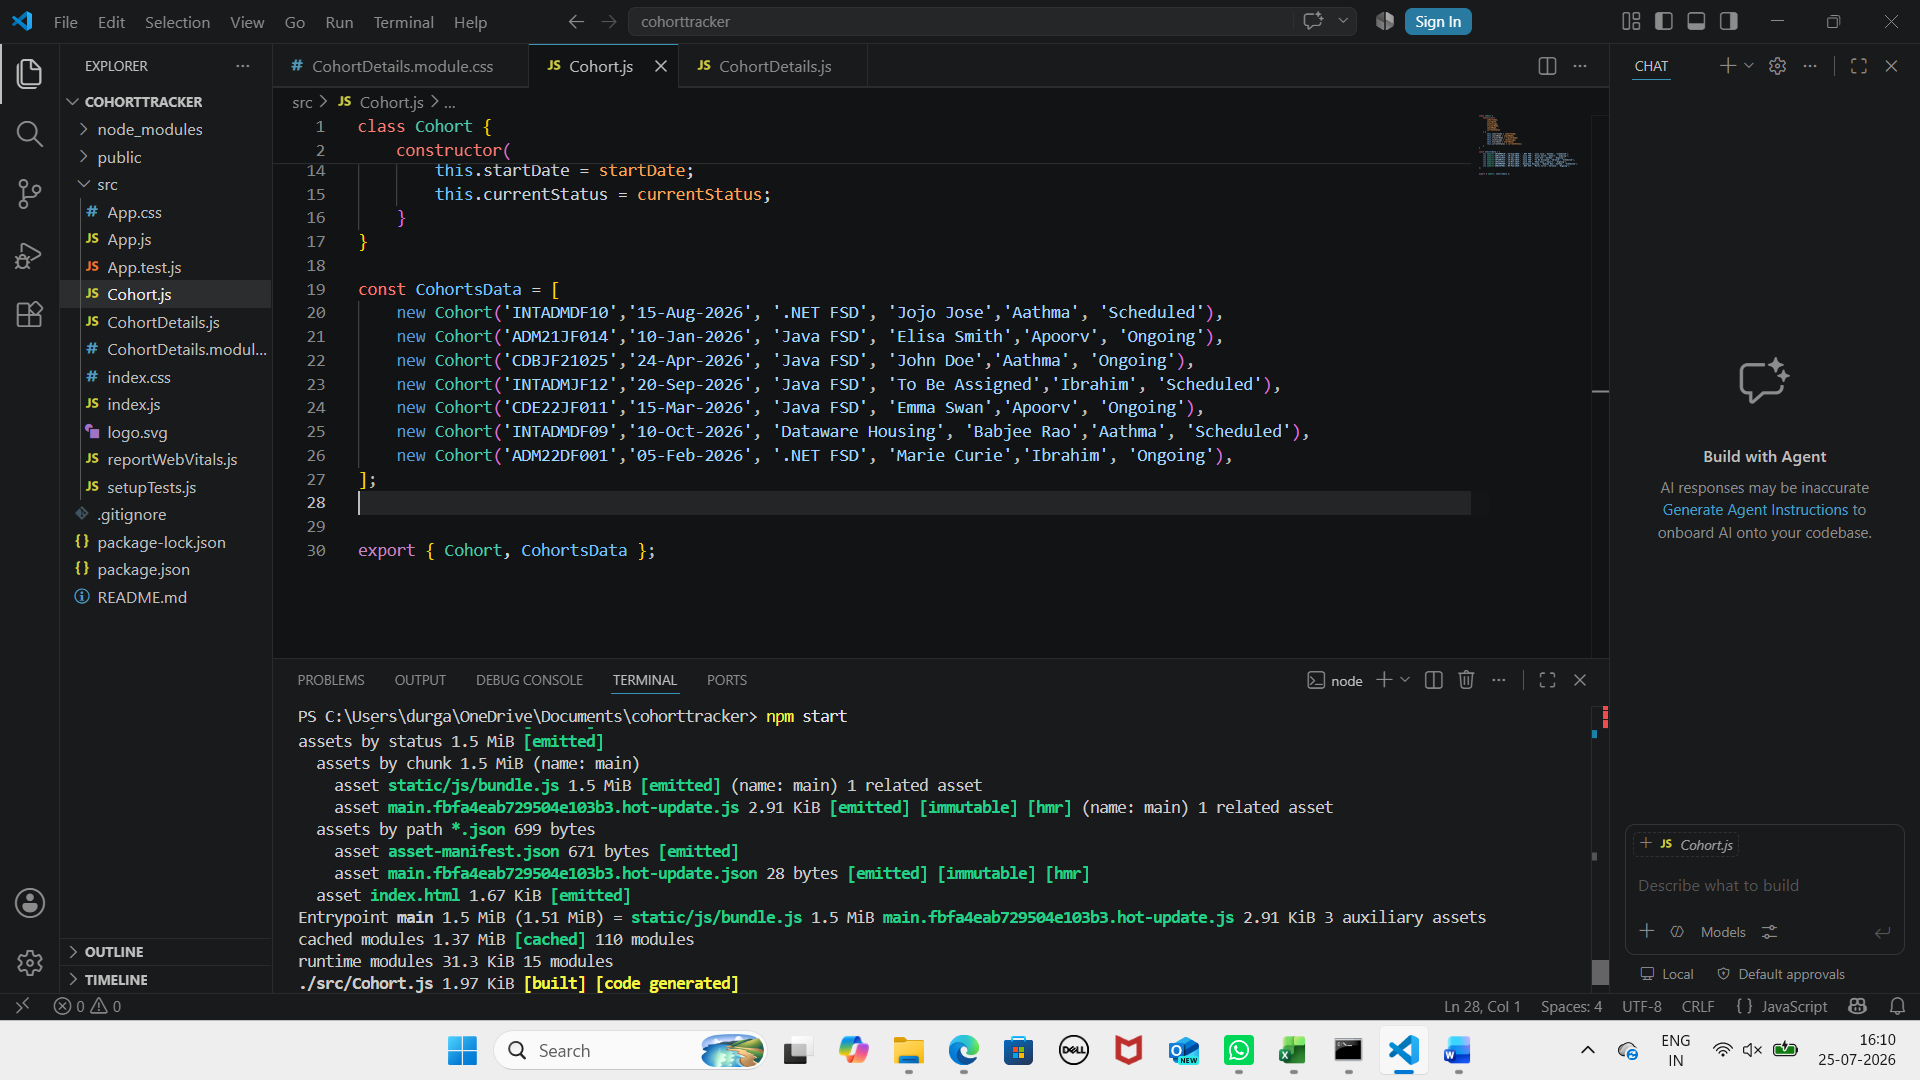 File Edit Selection View Go Run Terminal Help
cohorttracker
Sign In
EXPLORER
COHORTTRACKER
node_modules
public
src
# App.css
JS App.js
JS App.test.js
JS Cohort.js
JS CohortDetails.js
# CohortDetails.modul...
# index.css
JS index.js
logo.svg
JS reportWebVitals.js
JS setupTests.js
.gitignore
{} package-lock.json
{} package.json
README.md
OUTLINE
TIMELINE
# CohortDetails.module.css
JS Cohort.js
JS CohortDetails.js
src > JS Cohort.js > ...
1 class Cohort {
2 constructor(
14 this.startDate = startDate;
15 this.currentStatus = currentStatus;
16 }
17 }
18
19 const CohortsData = [
20 new Cohort('INTADMDF10','15-Aug-2026', '.NET FSD', 'Jojo Jose','Aathma', 'Scheduled'),
21 new Cohort('ADM21JF014','10-Jan-2026', 'Java FSD', 'Elisa Smith','Apoorv', 'Ongoing'),
22 new Cohort('CDBJF21025','24-Apr-2026', 'Java FSD', 'John Doe','Aathma', 'Ongoing'),
23 new Cohort('INTADMJF12','20-Sep-2026', 'Java FSD', 'To Be Assigned','Ibrahim', 'Scheduled'),
24 new Cohort('CDE22JF011','15-Mar-2026', 'Java FSD', 'Emma Swan','Apoorv', 'Ongoing'),
25 new Cohort('INTADMDF09','10-Oct-2026', 'Dataware Housing', 'Babjee Rao','Aathma', 'Scheduled'),
26 new Cohort('ADM22DF001','05-Feb-2026', '.NET FSD', 'Marie Curie','Ibrahim', 'Ongoing'),
27 ];
28
29
30 export { Cohort, CohortsData };
PROBLEMS OUTPUT DEBUG CONSOLE TERMINAL PORTS
node
PS C:\Users\durga\OneDrive\Documents\cohorttracker> npm start
assets by status 1.5 MiB [emitted]
assets by chunk 1.5 MiB (name: main)
asset static/js/bundle.js 1.5 MiB [emitted] (name: main) 1 related asset
asset main.fbfa4eab729504e103b3.hot-update.js 2.91 KiB [emitted] [immutable] [hmr] (name: main) 1 related asset
assets by path *.json 699 bytes
asset asset-manifest.json 671 bytes [emitted]
asset main.fbfa4eab729504e103b3.hot-update.json 28 bytes [emitted] [immutable] [hmr]
asset index.html 1.67 KiB [emitted]
Entrypoint main 1.5 MiB (1.51 MiB) = static/js/bundle.js 1.5 MiB main.fbfa4eab729504e103b3.hot-update.js 2.91 KiB 3 auxiliary assets
cached modules 1.37 MiB [cached] 110 modules
runtime modules 31.3 KiB 15 modules
./src/Cohort.js 1.97 KiB [built] [code generated]
CHAT
Build with Agent
AI responses may be inaccurate
Generate Agent Instructions to
onboard AI onto your codebase.
JS Cohort.js
Describe what to build
Models
Local Default approvals
0 0
Ln 28, Col 1 Spaces: 4 UTF-8 CRLF {} JavaScript
Search
DELL
NEW
ENG
IN
16:10
25-07-2026